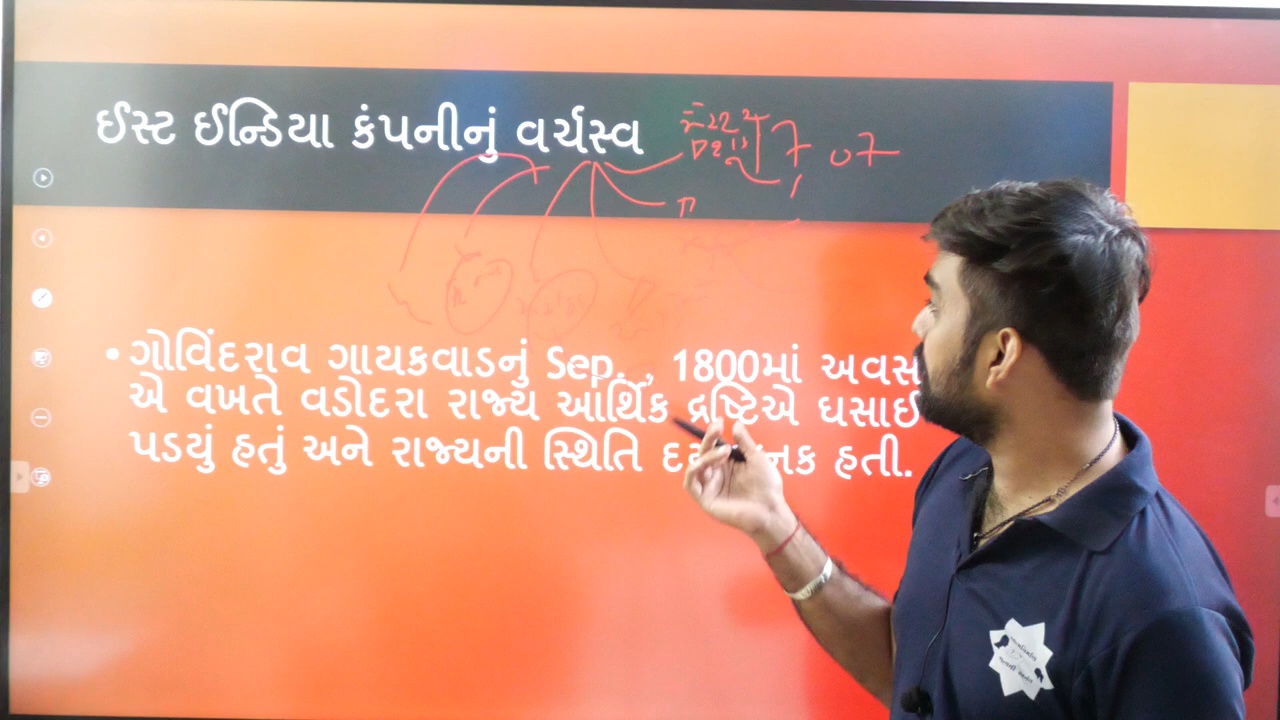 ઈસ્ટ ઈન્ડિયા કંપનીનું વર્ચસ્વ
• ગોવિંદરાવ ગાયકવાડનું Sep. , 1800માં અવસ
એ વખતે વડોદરા રાજ્ય આર્થિક દ્રષ્ટિએ ઘસાઈ
પડયું હતું અને રાજ્યની સ્થિતિ હતી.